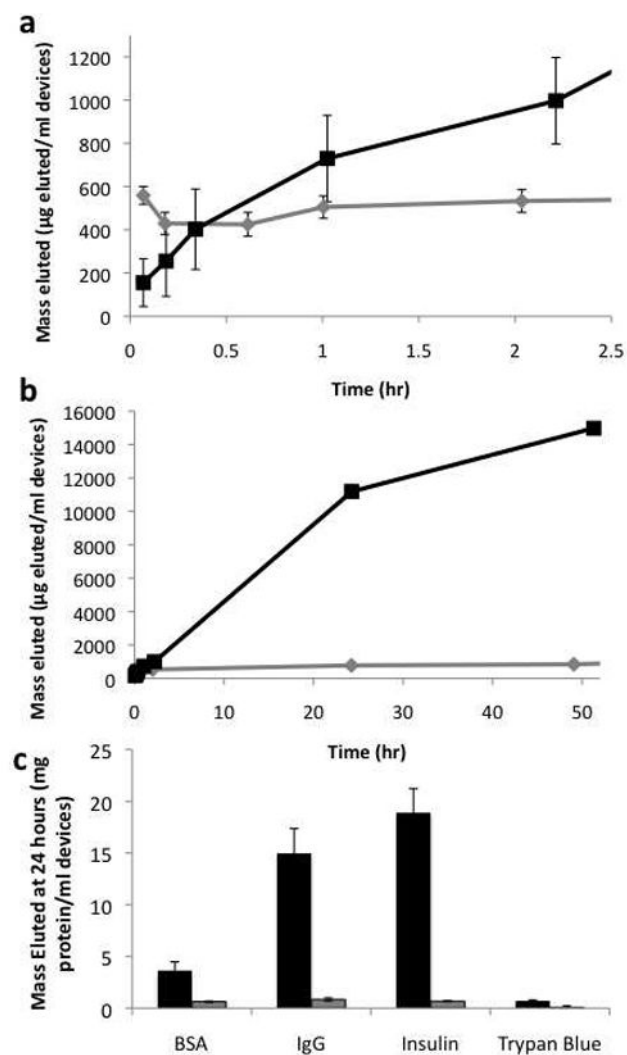 a
Mass eluted (µg eluted/ml devices)
1200
1000
800
600
400
200
0
0 0.5 1 2 2.5
Time (hr)
b
Mass eluted (µg eluted/ml devices)
16000
14000
12000
10000
8000
6000
4000
2000
0
0 10 20 30 40 50
Time (hr)
c
Mass Eluted at 24 hours (mg
protein/ml devices)
25
20
15
10
5
0
BSA IgG Insulin Trypan Blue